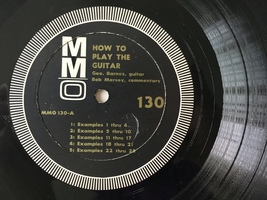 MMO
HOW TO
PLAY THE
GUITAR
Geo. Barnes, guitar
Bob Mersey, commentary
130
MMO 130-A
1: Examples 1 thru 4
2: Examples 5 thru 10
3: Examples 11 thru 17
4: Examples 18 thru 21
5: Examples 22 thru 24